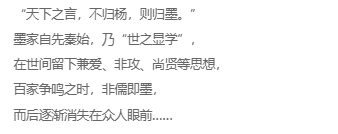 “天下之言，不归杨，则归墨。”
墨家自先秦始，乃“世之显学”，
在世间留下兼爱、非攻、尚贤等思想，
百家争鸣之时，非儒即墨，
而后逐渐消失在众人眼前......